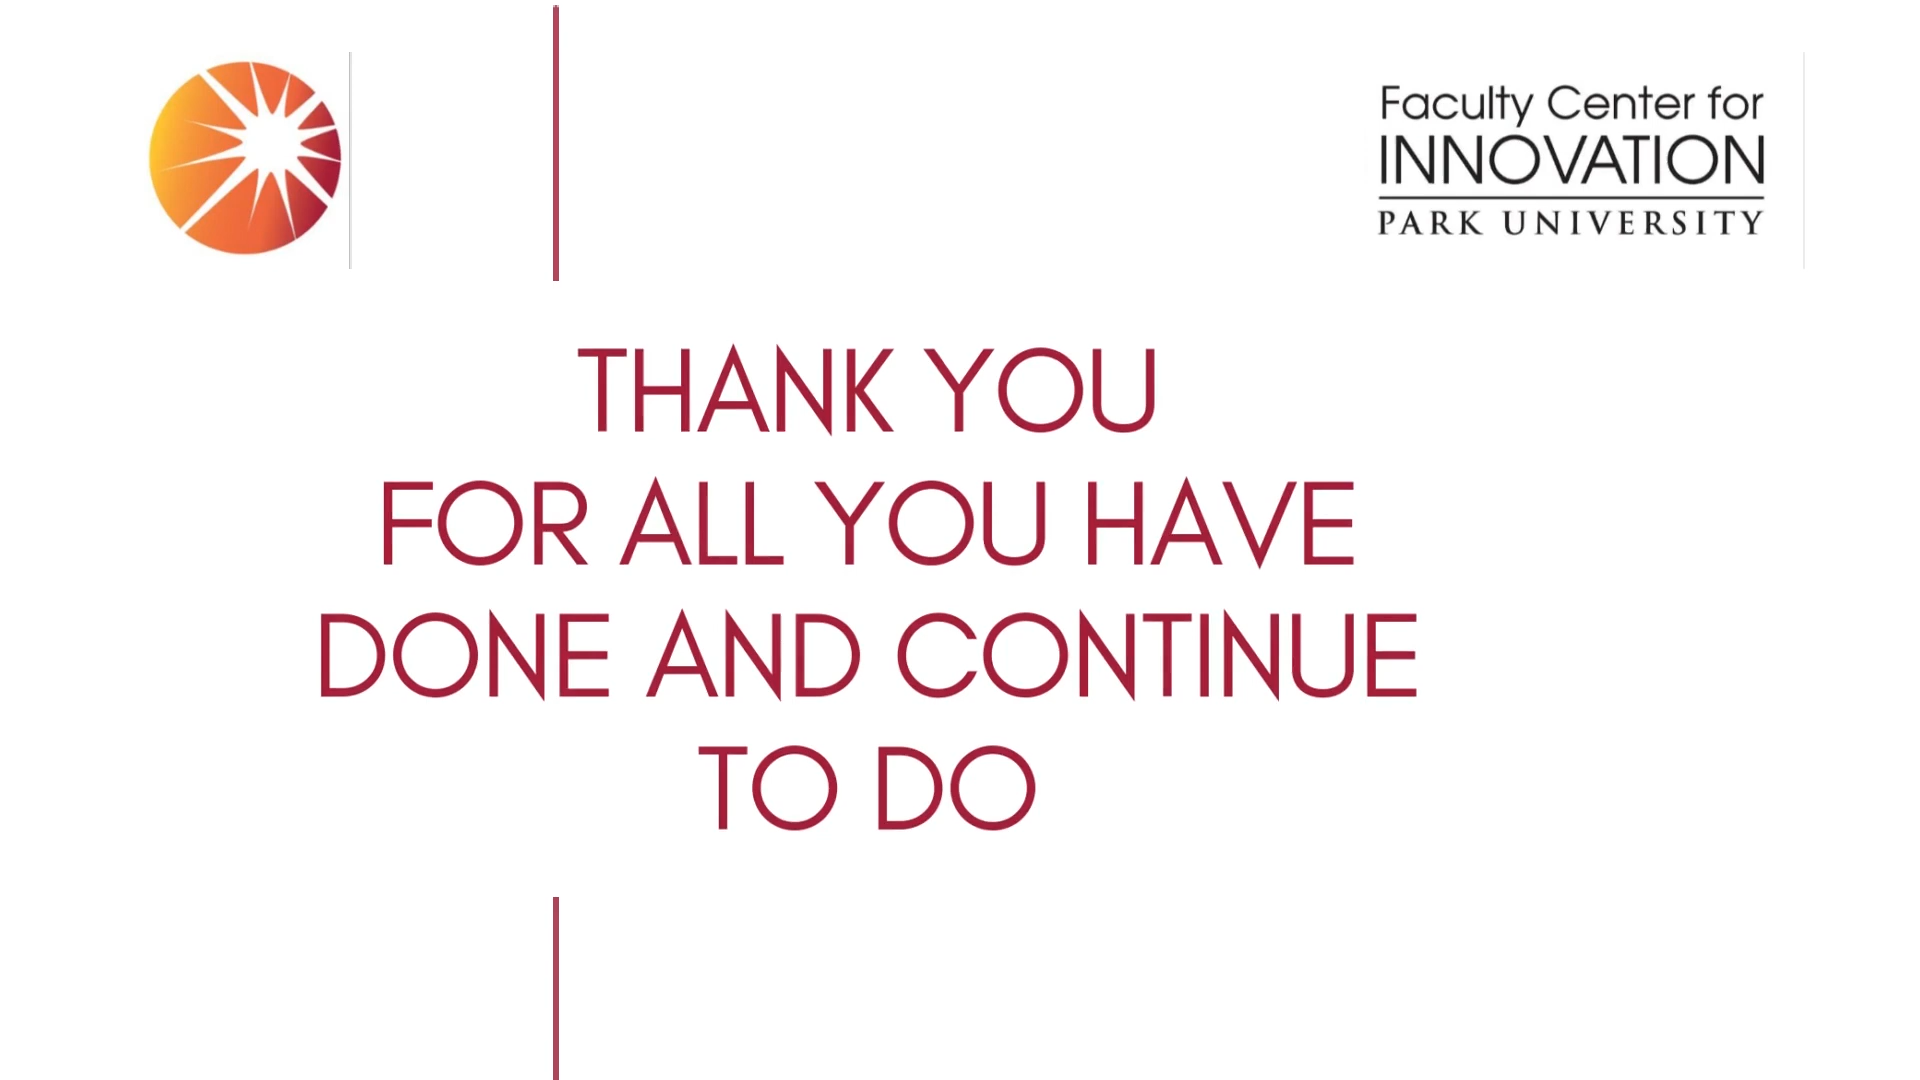 Faculty Center for
INNOVATION
PARK UNIVERSITY
THANK YOU
FOR ALL YOU HAVE
DONE AND CONTINUE
TO DO